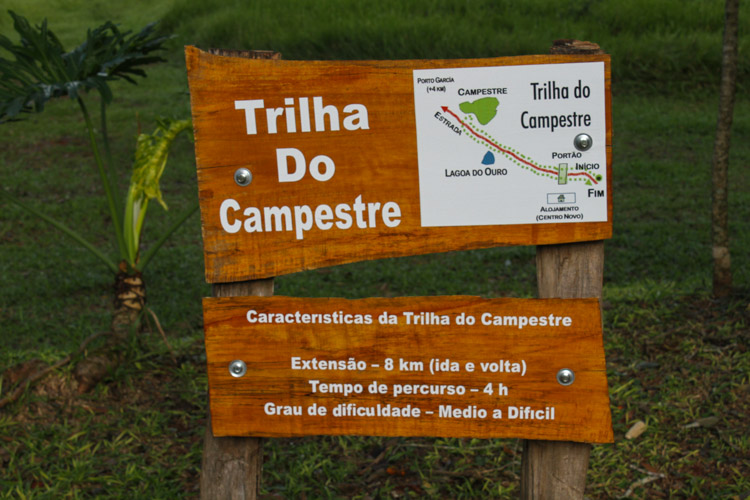 Trilha
Do
Campestre
PORTO GARCIA
(+4 KM)
CAMPESTRE
Trilha do
Campestre
ESTRADA
LAGOA DO OURO
PORTÃO
INÍCIO
FIM
ALOJAMENTO
(CENTRO NOVO)
Caracteristicas da Trilha do Campestre
Extensão – 8 km (ida e volta)
Tempo de percurso – 4 h
Grau de dificuldade – Medio a Dificil